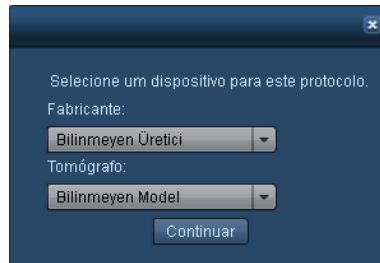 Selecione um dispositivo para este protocolo.
Fabricante:
Bilinmeyen Üretici
Tomógrafo:
Bilinmeyen Model
Continuar